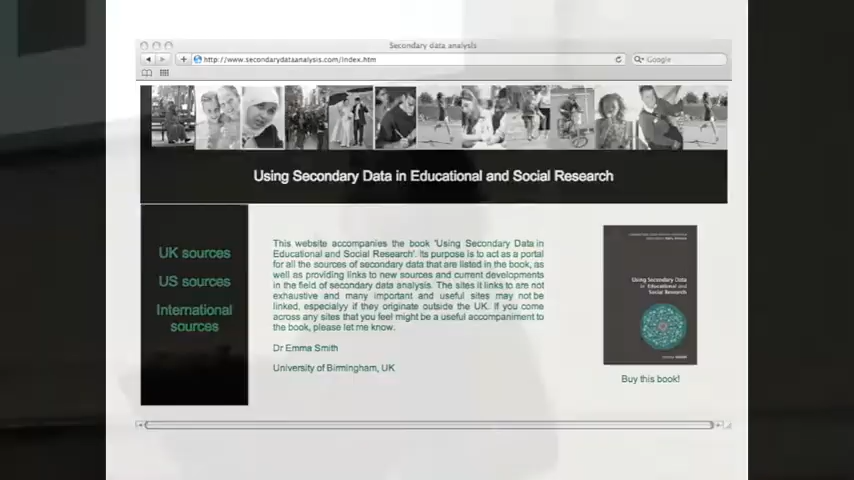 Secondary data analysis
http://www.secondarydataanalysis.com/index.htm
Google
Using Secondary Data in Educational and Social Research
UK sources
US sources
International
sources
This website accompanies the book 'Using Secondary Data in
Educational and Social Research'. Its purpose is to act as a portal
for all the sources of secondary data that are listed in the book, as
well as providing links to new sources and current developments
in the field of secondary data analysis. The sites it links to are not
exhaustive and many important and useful sites may not be
linked, especialyy if they originate outside the UK. If you come
across any sites that you feel might be a useful accompaniment to
the book, please let me know.
Dr Emma Smith
University of Birmingham, UK
Using Secondary Data
in Educational and
Social Research
Buy this book!